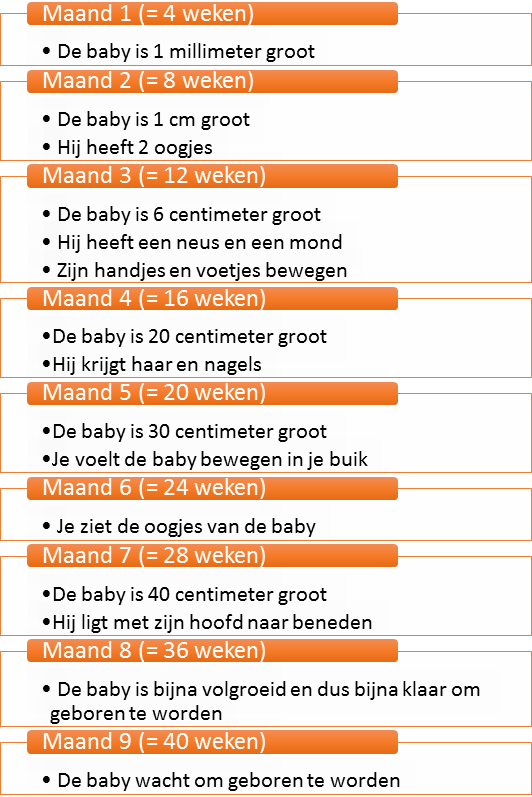 Maand 1 (= 4 weken)
• De baby is 1 millimeter groot
Maand 2 (= 8 weken)
• De baby is 1 cm groot
• Hij heeft 2 oogjes
Maand 3 (= 12 weken)
• De baby is 6 centimeter groot
• Hij heeft een neus en een mond
• Zijn handjes en voetjes bewegen
Maand 4 (= 16 weken)
•De baby is 20 centimeter groot
•Hij krijgt haar en nagels
Maand 5 (= 20 weken)
•De baby is 30 centimeter groot
•Je voelt de baby bewegen in je buik
Maand 6 (= 24 weken)
• Je ziet de oogjes van de baby
Maand 7 (= 28 weken)
•De baby is 40 centimeter groot
•Hij ligt met zijn hoofd naar beneden
Maand 8 (= 36 weken)
• De baby is bijna volgroeid en dus bijna klaar om
geboren te worden
Maand 9 (= 40 weken)
• De baby wacht om geboren te worden